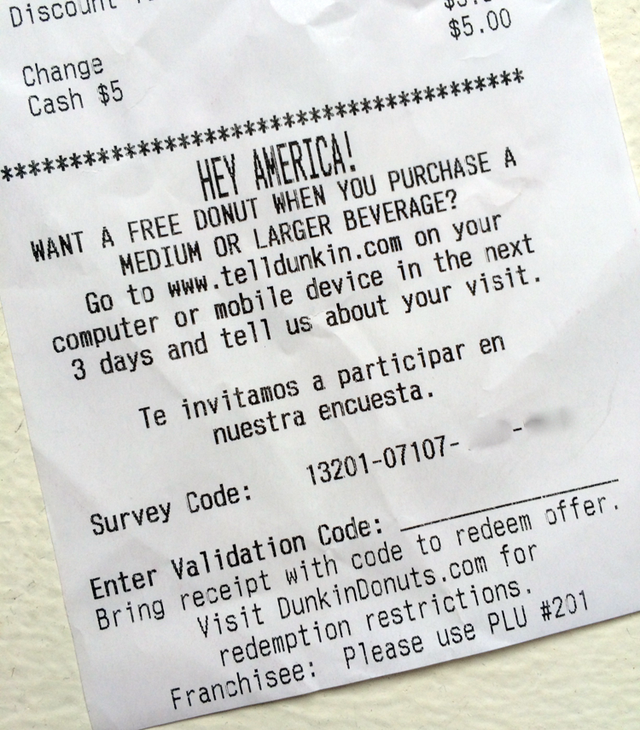 Discount
$5.00
Change
Cash $5
****************************************
HEY AMERICA!
WANT A FREE DONUT WHEN YOU PURCHASE A
MEDIUM OR LARGER BEVERAGE?
Go to www.telldunkin.com on your
computer or mobile device in the next
3 days and tell us about your visit.
Te invitamos a participar en
nuestra encuesta.
Survey Code: 13201-07107- -
Enter Validation Code: ____________
Bring receipt with code to redeem offer.
Visit DunkinDonuts.com for
redemption restrictions.
Franchisee: Please use PLU #201